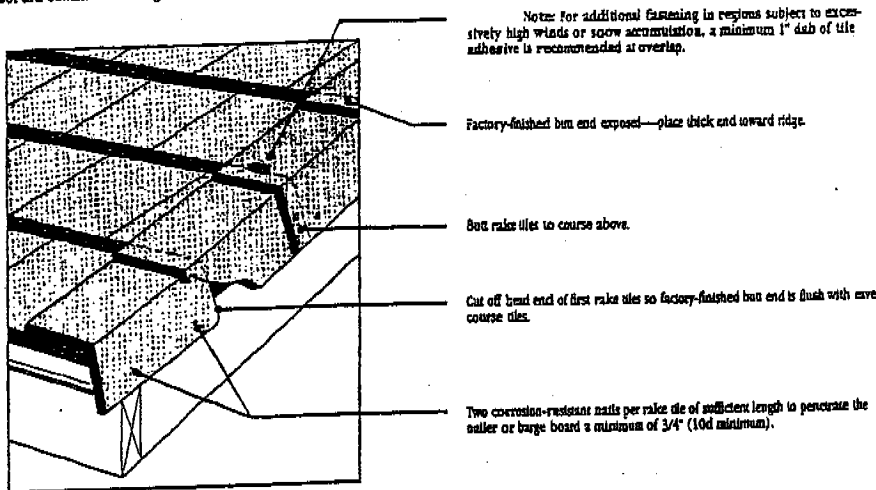 Note: For additional fastening in regions subject to exces-
sively high winds or snow accumulation, a minimum 1" dab of tile
adhesive is recommended at overlap.
Factory-finished butt end exposed—place thick end toward ridge.
Butt rake tiles to course above.
Cut off head end of first rake tiles so factory-finished butt end is flush with eave
course tiles.
Two corrosion-resistant nails per rake tile of sufficient length to penetrate the
nailer or barge board a minimum of 3/4" (10d minimum).